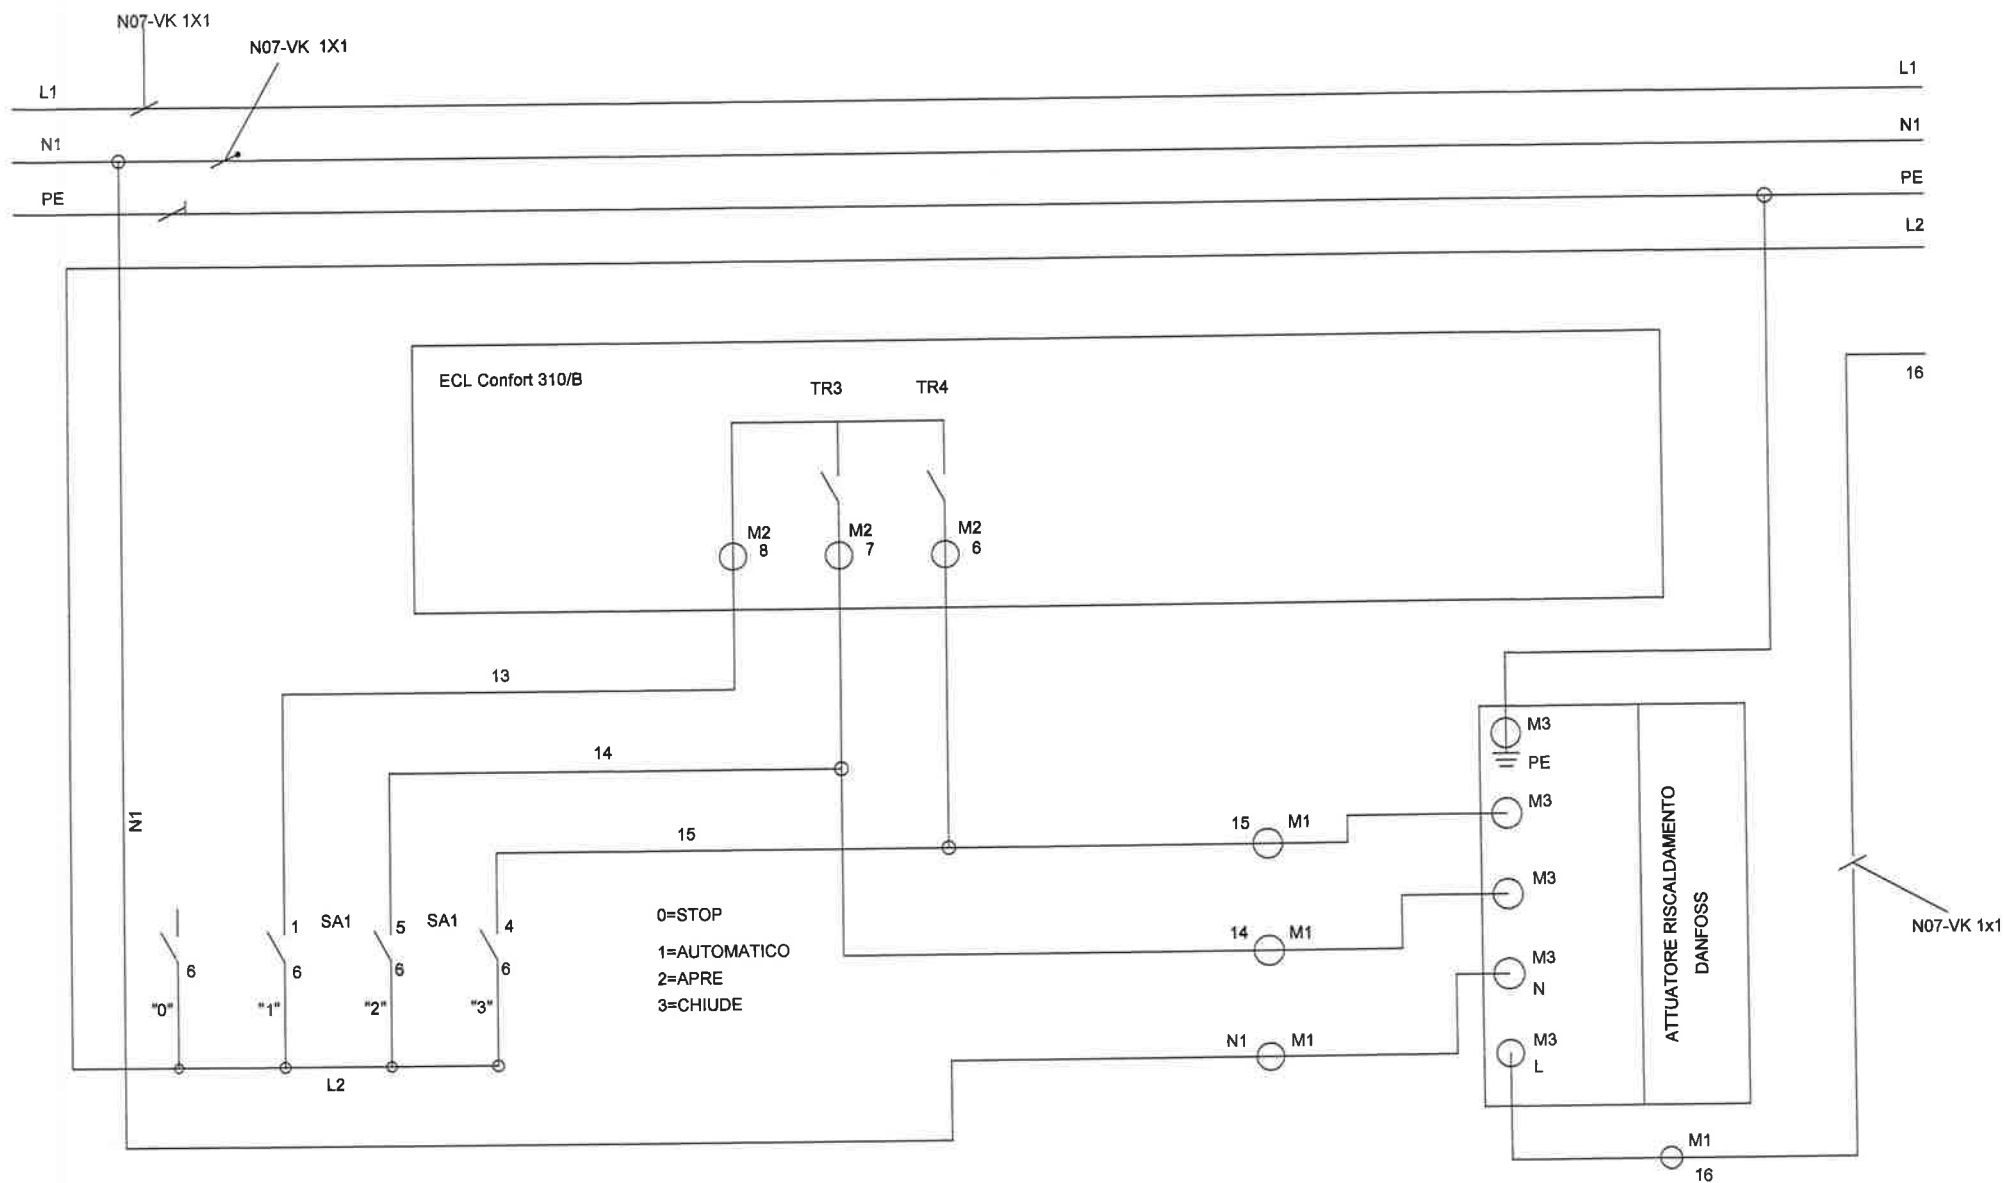 N07-VK 1X1
N07-VK 1X1
L1
L1
N1
N1
PE
PE
L2
16
ECL Confort 310/B
TR3
TR4
M2
8
M2
7
M2
6
13
14
15
N1
15 M1
14 M1
N1 M1
M3
PE
M3
M3
M3
N
M3
L
ATTUATORE RISCALDAMENTO
DANFOSS
N07-VK 1x1
1
SA1
5
SA1
4
6
6
6
6
"0"
"1"
"2"
"3"
L2
0=STOP
1=AUTOMATICO
2=APRE
3=CHIUDE
M1
16